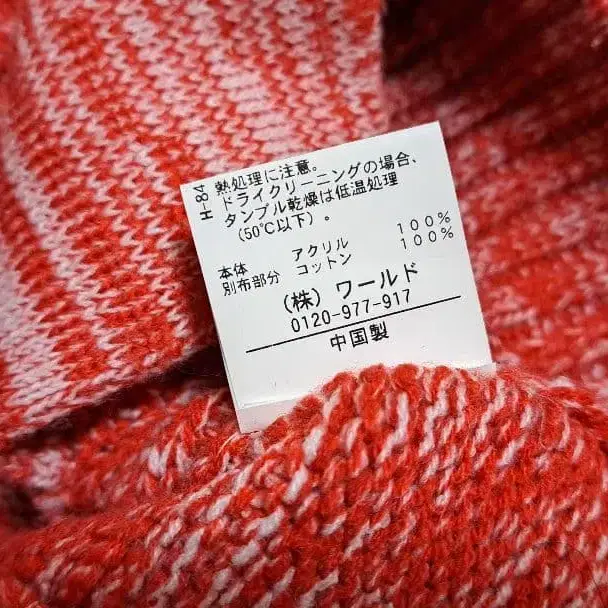 H-84
熱処理に注意。
ドライクリーニングの場合、
タンブル乾燥は低温処理
(50℃以下)。
本体 アクリル 100%
別布部分 コットン 100%
(株) ワールド
0120-977-917
中国製